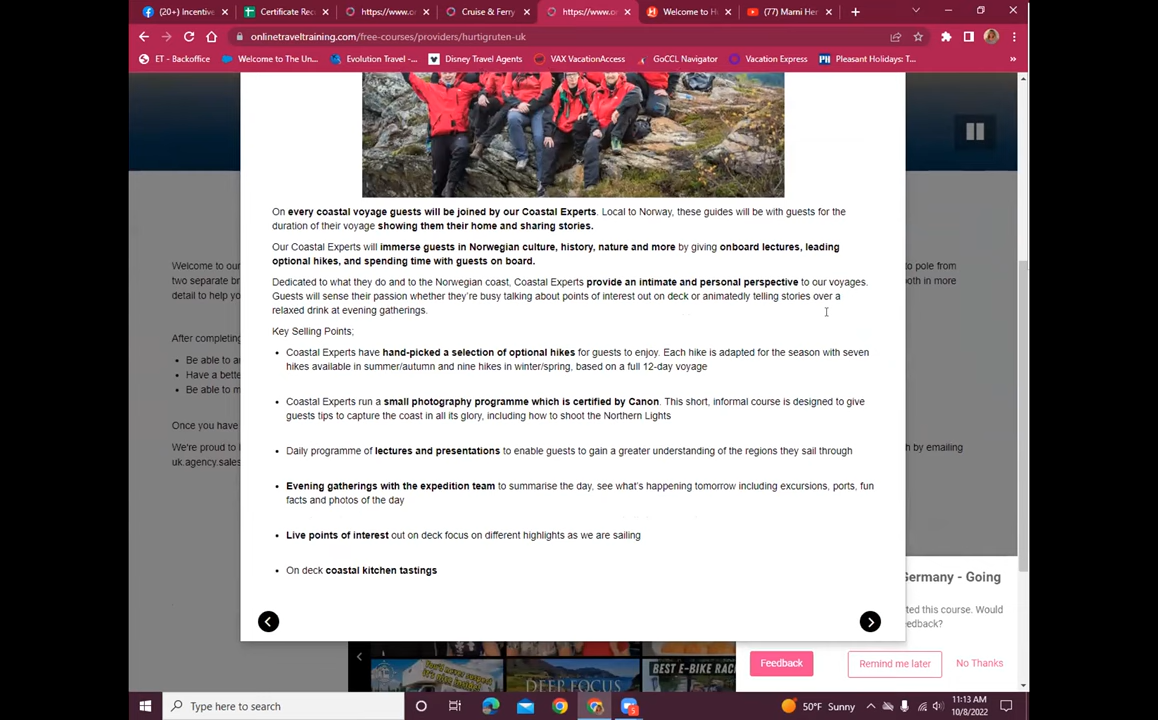 (20+) Incentive
Certificate Rec
https://www.o
Cruise & Ferry
https://www.o
Welcome to H
(77) Marni He
onlinetraveltraining.com/free-courses/providers/hurtigruten-uk
ET - Backoffice
Welcome to The Un...
Evolution Travel -...
Disney Travel Agents
VAX VacationAccess
GoCCL Navigator
Vacation Express
Pleasant Holidays: T...
On every coastal voyage guests will be joined by our Coastal Experts. Local to Norway, these guides will be with guests for the
duration of their voyage showing them their home and sharing stories.
Our Coastal Experts will immerse guests in Norwegian culture, history, nature and more by giving onboard lectures, leading
optional hikes, and spending time with guests on board.
Dedicated to what they do and to the Norwegian coast, Coastal Experts provide an intimate and personal perspective to our voyages.
Guests will sense their passion whether they're busy talking about points of interest out on deck or animatedly telling stories over a
relaxed drink at evening gatherings.
Key Selling Points;
• Coastal Experts have hand-picked a selection of optional hikes for guests to enjoy. Each hike is adapted for the season with seven
hikes available in summer/autumn and nine hikes in winter/spring, based on a full 12-day voyage
• Coastal Experts run a small photography programme which is certified by Canon. This short, informal course is designed to give
guests tips to capture the coast in all its glory, including how to shoot the Northern Lights
• Daily programme of lectures and presentations to enable guests to gain a greater understanding of the regions they sail through
• Evening gatherings with the expedition team to summarise the day, see what's happening tomorrow including excursions, ports, fun
facts and photos of the day
• Live points of interest out on deck focus on different highlights as we are sailing
• On deck coastal kitchen tastings
Welcome to our
to pole from
two separate b
both in more
detail to help yo
After completing
• Be able to a
• Have a bette
• Be able to m
Once you have
We're proud to
h by emailing
uk.agency.sales
Germany - Going
ted this course. Would
eedback?
Feedback
Remind me later
No Thanks
DEER FOCUS
BEST E-BIKE RA
Type here to search
50°F Sunny
11:13 AM
10/8/2022